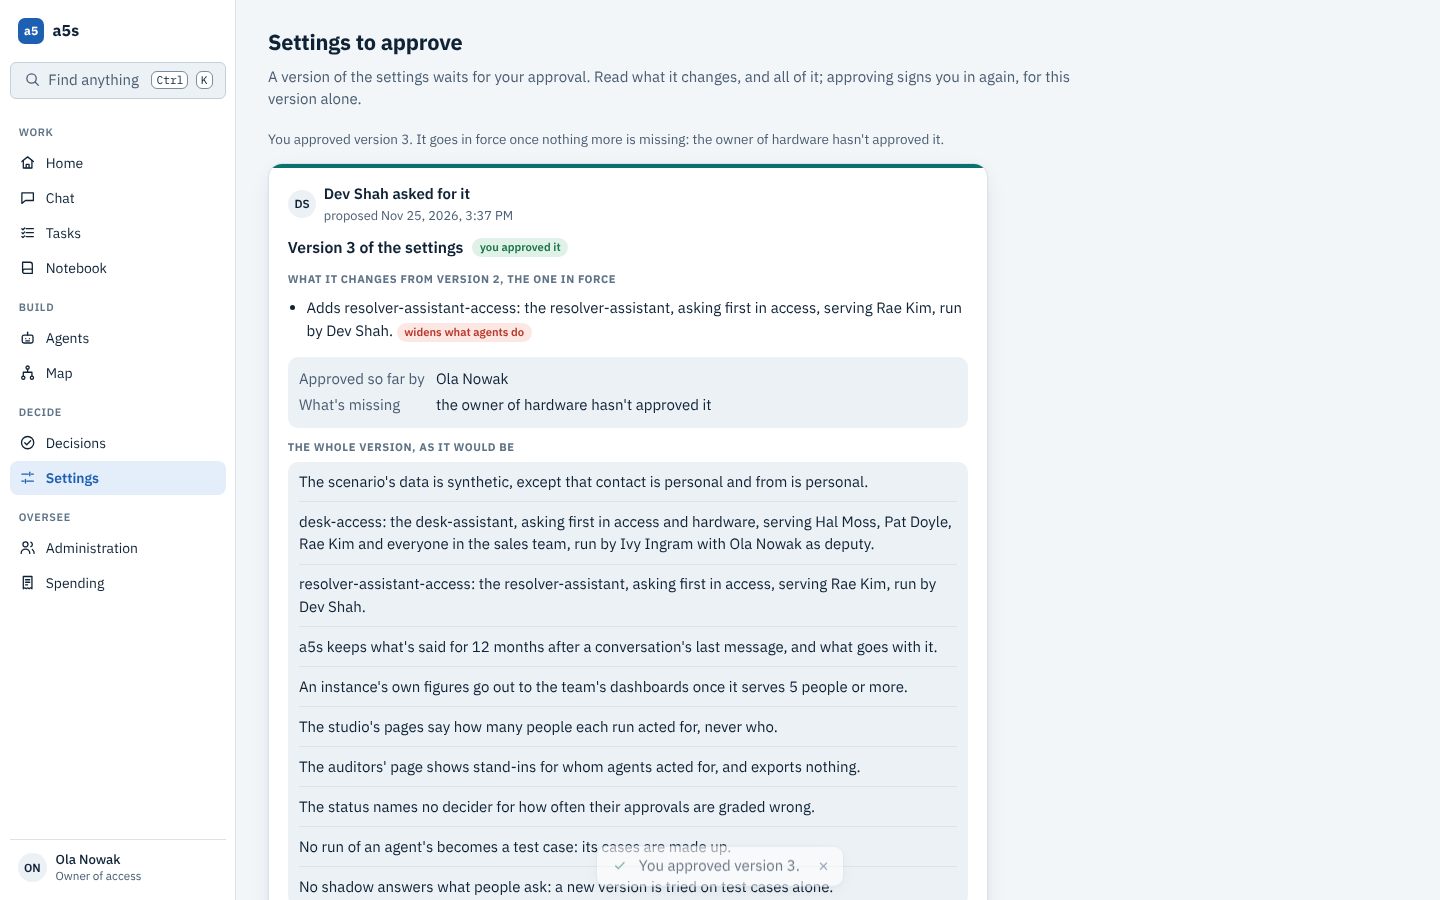 a5 a5s
Find anything Ctrl K
WORK
Home
Chat
Tasks
Notebook
BUILD
Agents
Map
DECIDE
Decisions
Settings
OVERSEE
Administration
Spending
ON Ola Nowak
Owner of access
Settings to approve
A version of the settings waits for your approval. Read what it changes, and all of it; approving signs you in again, for this
version alone.
You approved version 3. It goes in force once nothing more is missing: the owner of hardware hasn't approved it.
DS Dev Shah asked for it
proposed Nov 25, 2026, 3:37 PM
Version 3 of the settings you approved it
WHAT IT CHANGES FROM VERSION 2, THE ONE IN FORCE
• Adds resolver-assistant-access: the resolver-assistant, asking first in access, serving Rae Kim, run
by Dev Shah. widens what agents do
Approved so far by Ola Nowak
What's missing the owner of hardware hasn't approved it
THE WHOLE VERSION, AS IT WOULD BE
The scenario's data is synthetic, except that contact is personal and from is personal.
desk-access: the desk-assistant, asking first in access and hardware, serving Hal Moss, Pat Doyle,
Rae Kim and everyone in the sales team, run by Ivy Ingram with Ola Nowak as deputy.
resolver-assistant-access: the resolver-assistant, asking first in access, serving Rae Kim, run by
Dev Shah.
a5s keeps what's said for 12 months after a conversation's last message, and what goes with it.
An instance's own figures go out to the team's dashboards once it serves 5 people or more.
The studio's pages say how many people each run acted for, never who.
The auditors' page shows stand-ins for whom agents acted for, and exports nothing.
The status names no decider for how often their approvals are graded wrong.
No run of an agent's becomes a test case: its cases are made up.
You approved version 3. ×
No shadow answers what people ask: a new version is tried on test cases alone.